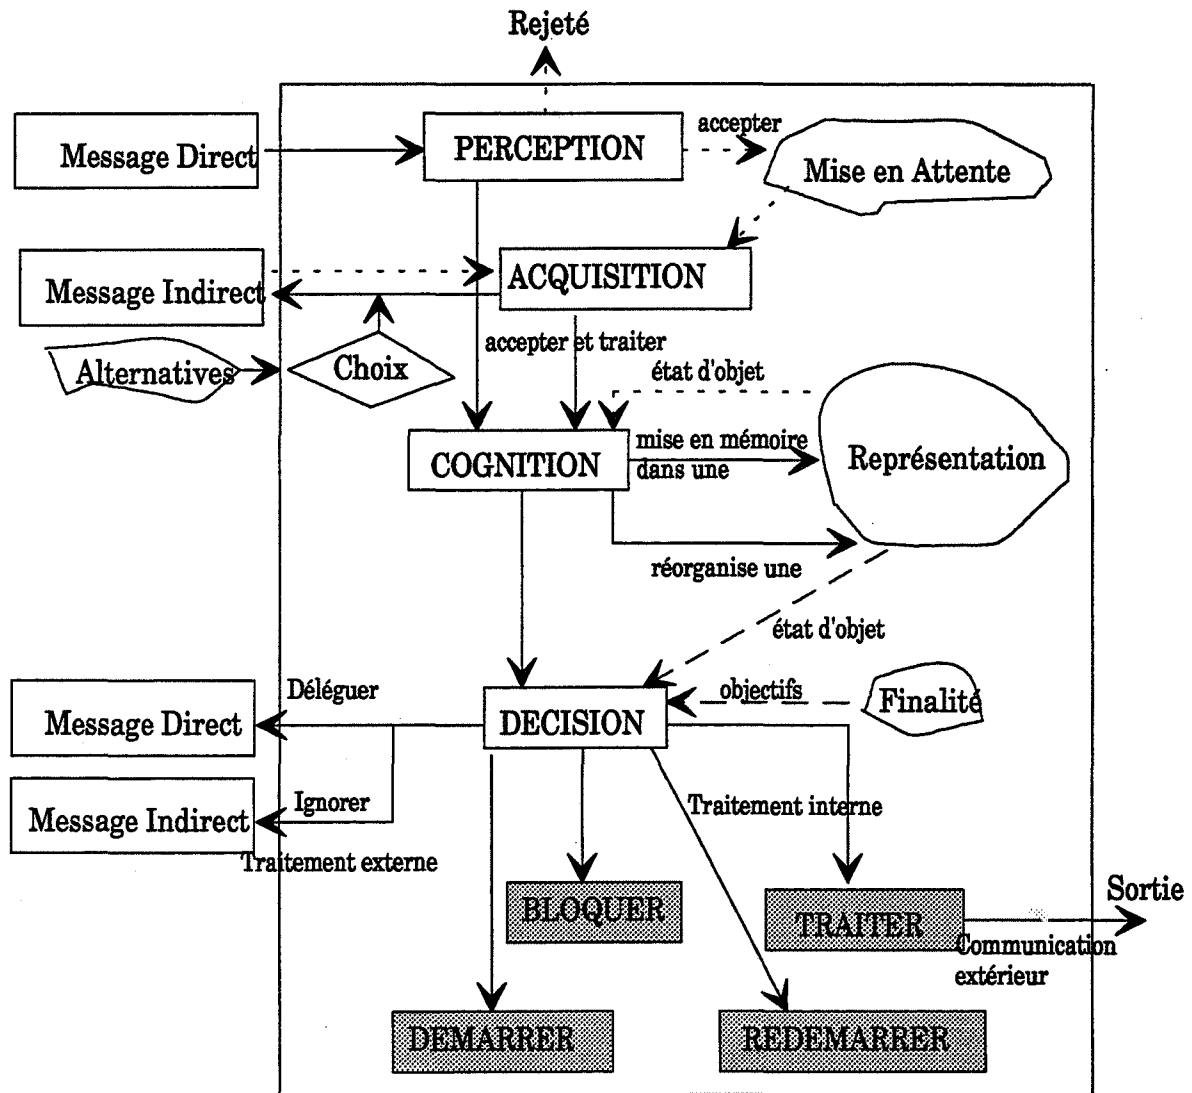 Rejeté
Message Direct
PERCEPTION
accepter
Mise en Attente
Message Indirect
ACQUISITION
accepter et traiter
Alternatives
Choix
état d'objet
COGNITION
mise en mémoire
dans une
Représentation
réorganise une
état d'objet
Déléguer
objectifs
Finalité
Message Direct
DECISION
Ignorer
Traitement interne
Message Indirect
Traitement externe
BLOQUER
TRAITER
Sortie
Communication
extérieur
DEMARRER
REDEMARRER